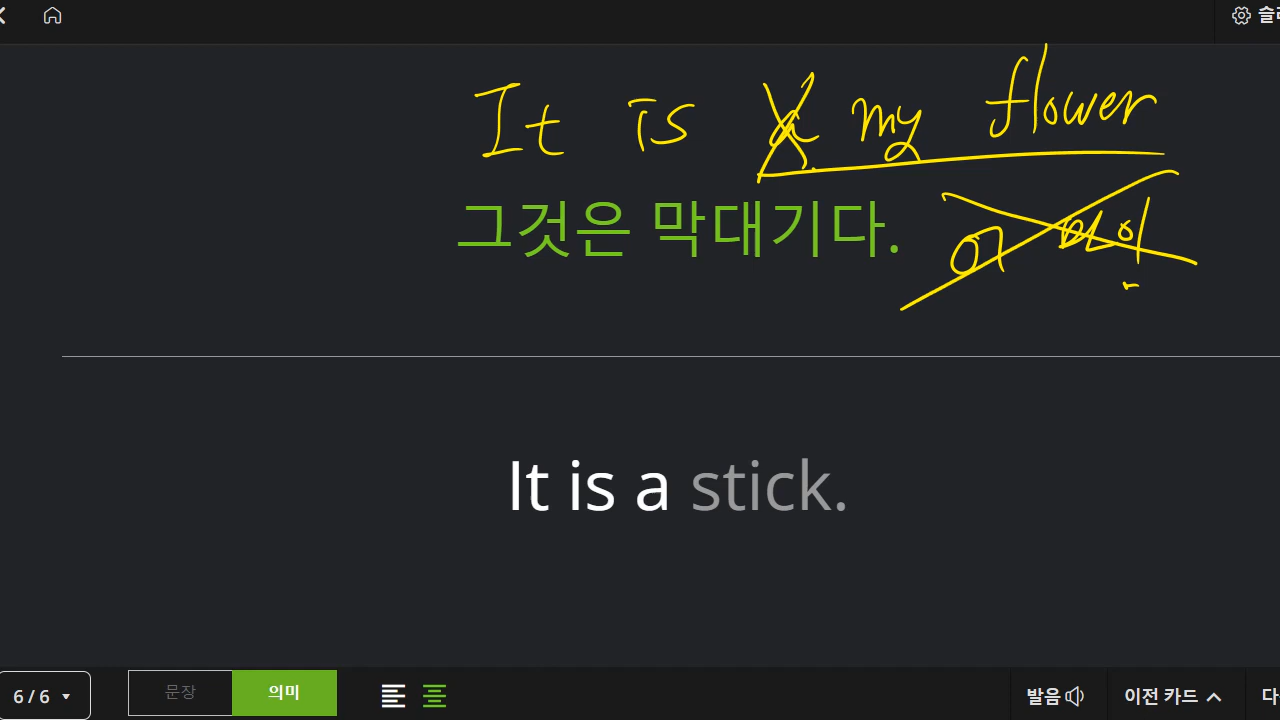 슬
It is a my flower
그것은 막대기다.
It is a stick.
6 / 6
문장
의미
발음
이전 카드
다